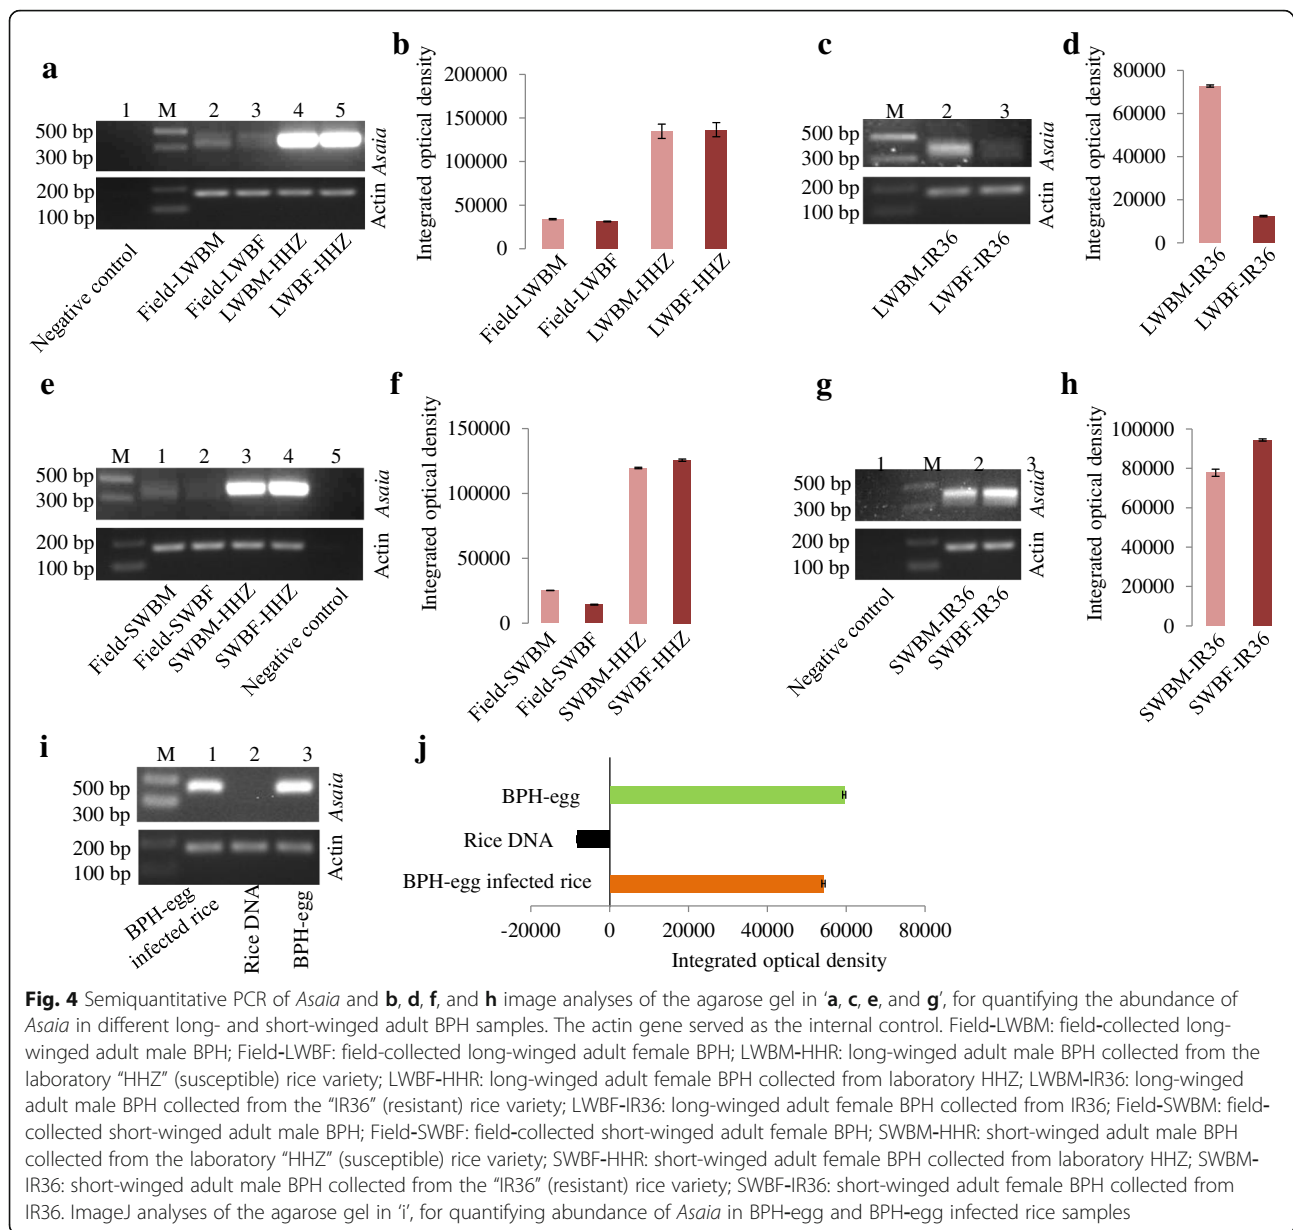 a
1 M 2 3 4 5
500 bp
300 bp
Asaia
200 bp
100 bp
Actin
Negative control
Field-LWBM
Field-LWBF
LWBM-HHZ
LWBF-HHZ
b
Integrated optical density
200000
150000
100000
50000
0
Field-LWBM
Field-LWBF
LWBM-HHZ
LWBF-HHZ
c
M 2 3
500 bp
300 bp
Asaia
200 bp
100 bp
Actin
LWBM-IR36
LWBF-IR36
d
Integrated optical density
80000
60000
40000
20000
0
LWBM-IR36
LWBF-IR36
e
M 1 2 3 4 5
500 bp
300 bp
Asaia
200 bp
100 bp
Actin
Field-SWBM
Field-SWBF
SWBM-HHZ
SWBF-HHZ
Negative control
f
Integrated optical density
150000
100000
50000
0
Field-SWBM
Field-SWBF
SWBM-HHZ
SWBF-HHZ
g
1 M 2 3
500 bp
300 bp
Asaia
200 bp
100 bp
Actin
Negative control
SWBM-IR36
SWBF-IR36
h
Integrated optical density
100000
80000
60000
40000
20000
0
SWBM-IR36
SWBF-IR36
i
M 1 2 3
500 bp
300 bp
Asaia
200 bp
100 bp
Actin
BPH-egg
infected rice
Rice DNA
BPH-egg
j
BPH-egg
Rice DNA
BPH-egg infected rice
-20000 0 20000 40000 60000 80000
Integrated optical density
Fig. 4 Semiquantitative PCR of Asaia and b, d, f, and h image analyses of the agarose gel in ‘a, c, e, and g’, for quantifying the abundance of
Asaia in different long- and short-winged adult BPH samples. The actin gene served as the internal control. Field-LWBM: field-collected long-
winged adult male BPH; Field-LWBF: field-collected long-winged adult female BPH; LWBM-HHR: long-winged adult male BPH collected from the
laboratory “HHZ” (susceptible) rice variety; LWBF-HHR: long-winged adult female BPH collected from laboratory HHZ; LWBM-IR36: long-winged
adult male BPH collected from the “IR36” (resistant) rice variety; LWBF-IR36: long-winged adult female BPH collected from IR36; Field-SWBM: field-
collected short-winged adult male BPH; Field-SWBF: field-collected short-winged adult female BPH; SWBM-HHR: short-winged adult male BPH
collected from the laboratory “HHZ” (susceptible) rice variety; SWBF-HHR: short-winged adult female BPH collected from laboratory HHZ; SWBM-
IR36: short-winged adult male BPH collected from the “IR36” (resistant) rice variety; SWBF-IR36: short-winged adult female BPH collected from
IR36. ImageJ analyses of the agarose gel in ‘i’, for quantifying abundance of Asaia in BPH-egg and BPH-egg infected rice samples